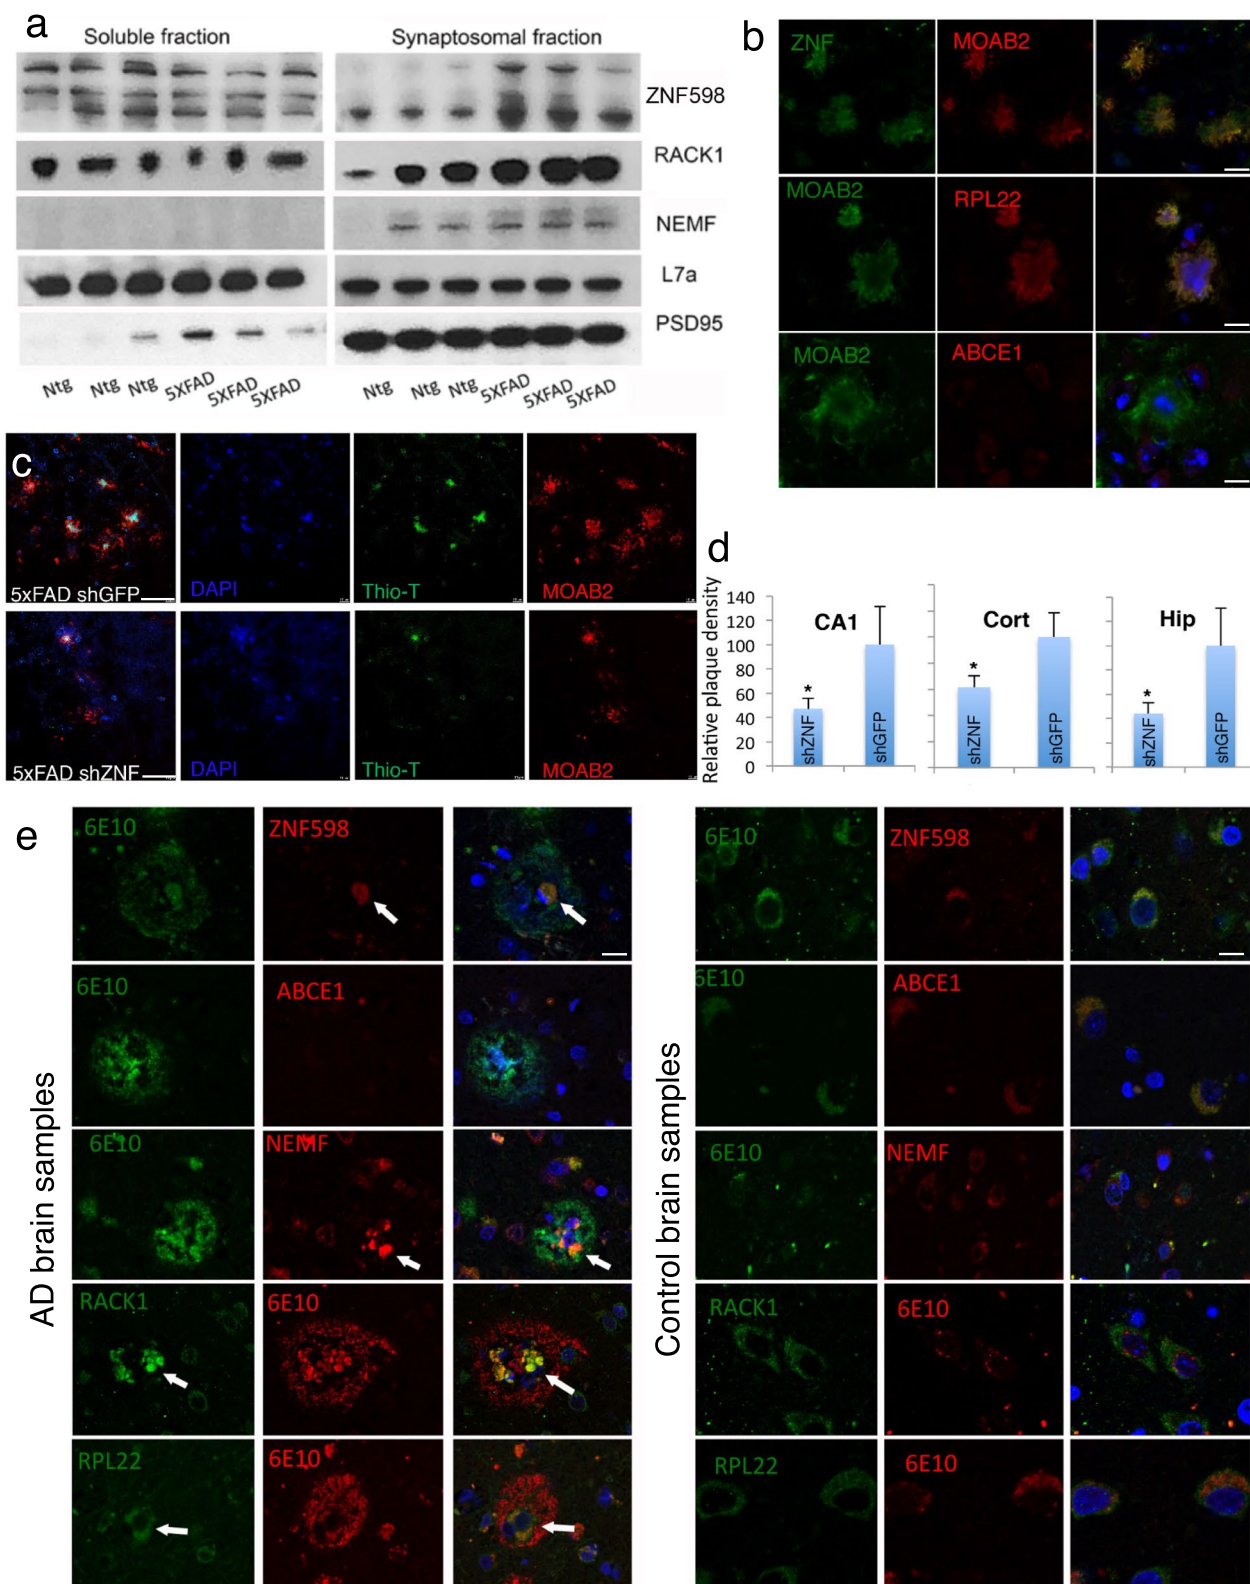 a
Soluble fraction
Synaptosomal fraction
ZNF598
RACK1
NEMF
L7a
PSD95
Ntg Ntg Ntg 5XFAD 5XFAD 5XFAD
Ntg Ntg Ntg 5XFAD 5XFAD 5XFAD
b
ZNF MOAB2
MOAB2 RPL22
MOAB2 ABCE1
c
5xFAD shGFP DAPI Thio-T MOAB2
5xFAD shZNF DAPI Thio-T MOAB2
d
Relative plaque density
140
120
100
80
60
40
20
0
CA1
*
shZNF
shGFP
Cort
*
shZNF
shGFP
Hip
*
shZNF
shGFP
e
AD brain samples
6E10 ZNF598
6E10 ABCE1
6E10 NEMF
RACK1 6E10
RPL22 6E10
Control brain samples
6E10 ZNF598
6E10 ABCE1
6E10 NEMF
RACK1 6E10
RPL22 6E10